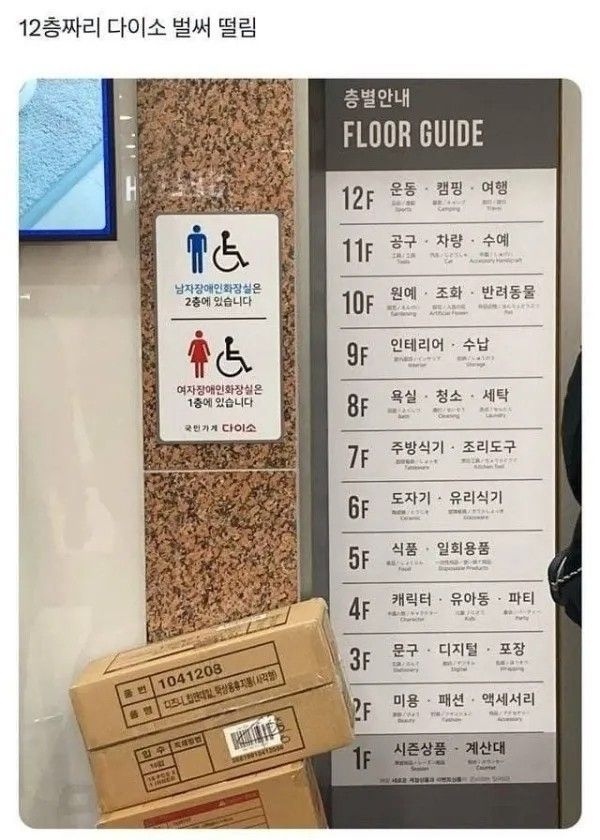 12층짜리 다이소 벌써 떨림
층별안내
FLOOR GUIDE
12F 운동 · 캠핑 · 여행
Sports Camping Travel
11F 공구 · 차량 · 수예
Tools Car Accessory Handicraft
10F 원예 · 조화 · 반려동물
Gardening Artificial Flower Pet
9F 인테리어 · 수납
Interior Storage
8F 욕실 · 청소 · 세탁
Bath Cleaning Laundry
7F 주방식기 · 조리도구
Tableware Kitchen Tool
6F 도자기 · 유리식기
Ceramic Glassware
5F 식품 · 일회용품
Food Disposable Products
4F 캐릭터 · 유아동 · 파티
Character Kids Party
3F 문구 · 디지털 · 포장
Stationery Digital Wrapping
2F 미용 · 패션 · 액세서리
Beauty Fashion Accessory
1F 시즌상품 · 계산대
Season Counter
남자장애인화장실은
2층에 있습니다
여자장애인화장실은
1층에 있습니다
국민가게 다이소
품번 1041208
품명
입수